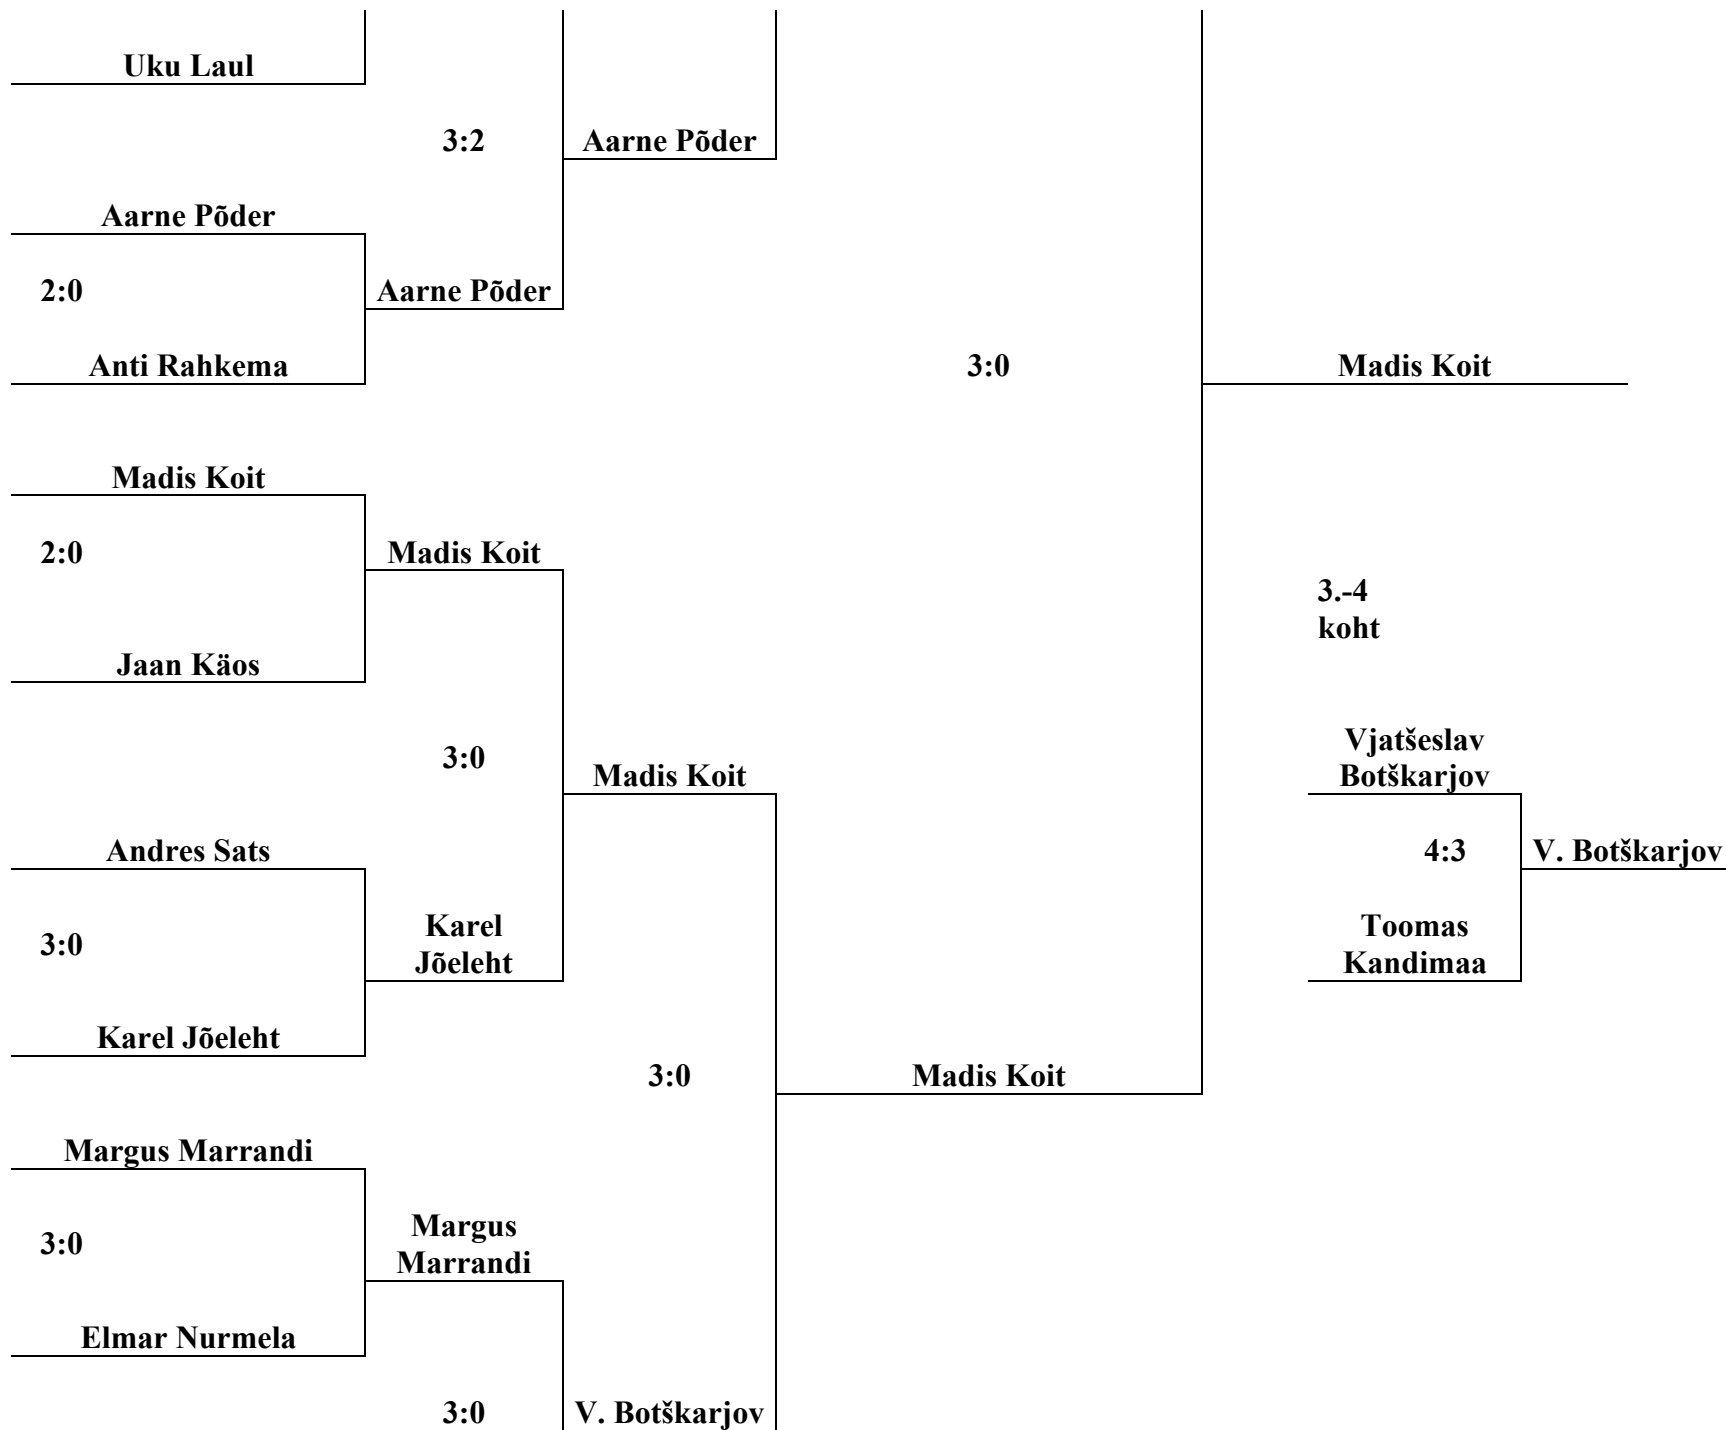 Uku Laul
3:2
Aarne Põder
Aarne Põder
2:0
Aarne Põder
Anti Rahkema
3:0
Madis Koit
Madis Koit
2:0
Madis Koit
3.-4
koht
Jaan Käos
Vjatšeslav
Botškarjov
3:0
Madis Koit
Andres Sats
4:3
V. Botškarjov
Karel
Jõeleht
3:0
Toomas
Kandimaa
Karel Jõeleht
3:0
Madis Koit
Margus Marrandi
Margus
Marrandi
3:0
Elmar Nurmela
3:0
V. Botškarjov